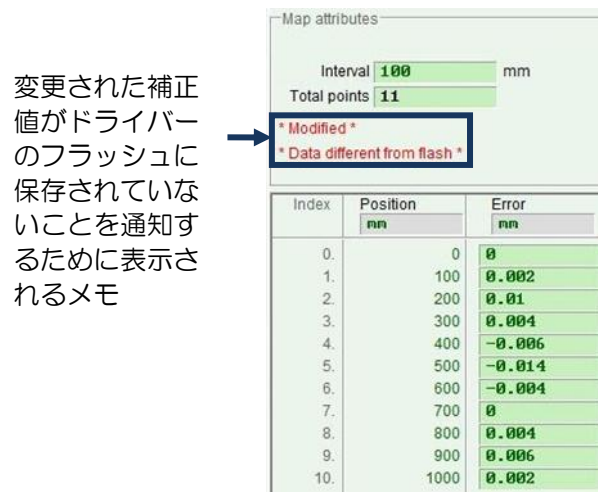 変更された補正
値がドライバー
のフラッシュに
保存されていな
いことを通知す
るために表示さ
れるメモ
Map attributes
Interval 100 mm
Total points 11
* Modified *
* Data different from flash *
Index Position Error
mm mm
0. 0 0
1. 100 0.002
2. 200 0.01
3. 300 0.004
4. 400 -0.006
5. 500 -0.014
6. 600 -0.004
7. 700 0
8. 800 0.004
9. 900 0.006
10. 1000 0.002